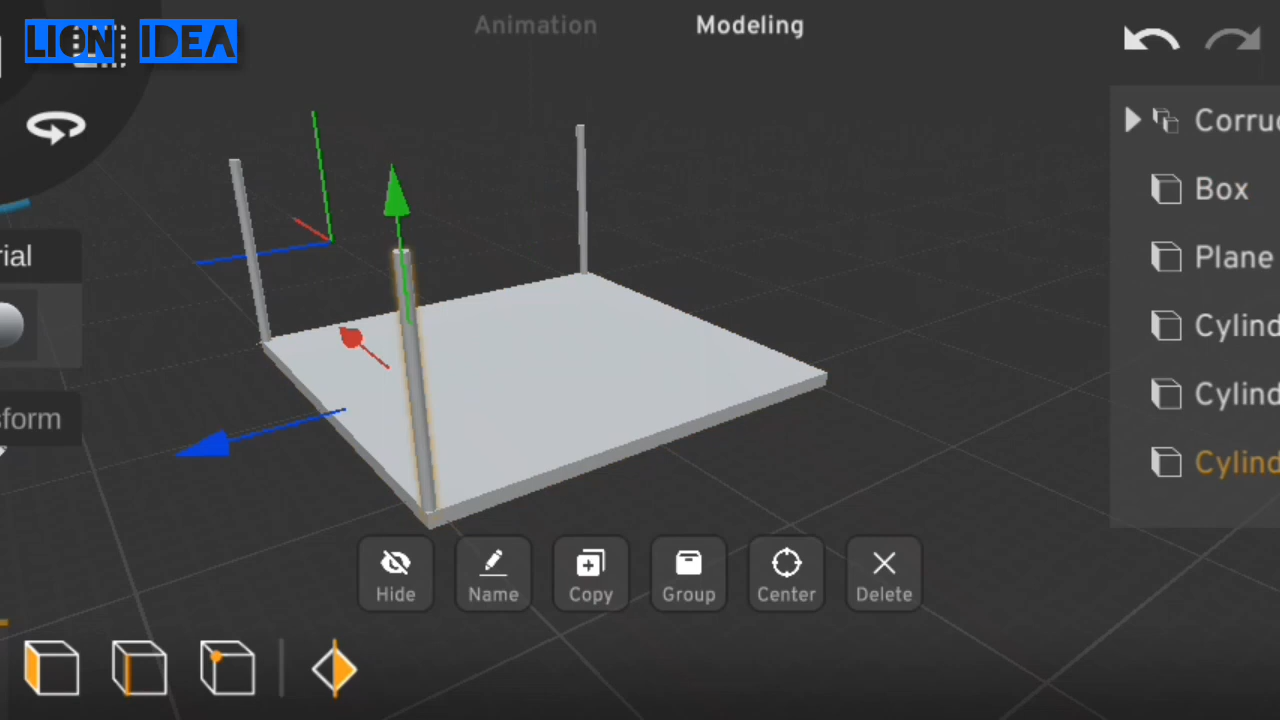 LION IDEA
Animation
Modeling
rial
sform
Corru
Box
Plane
Cylind
Cylind
Cylind
Hide
Name
Copy
Group
Center
Delete